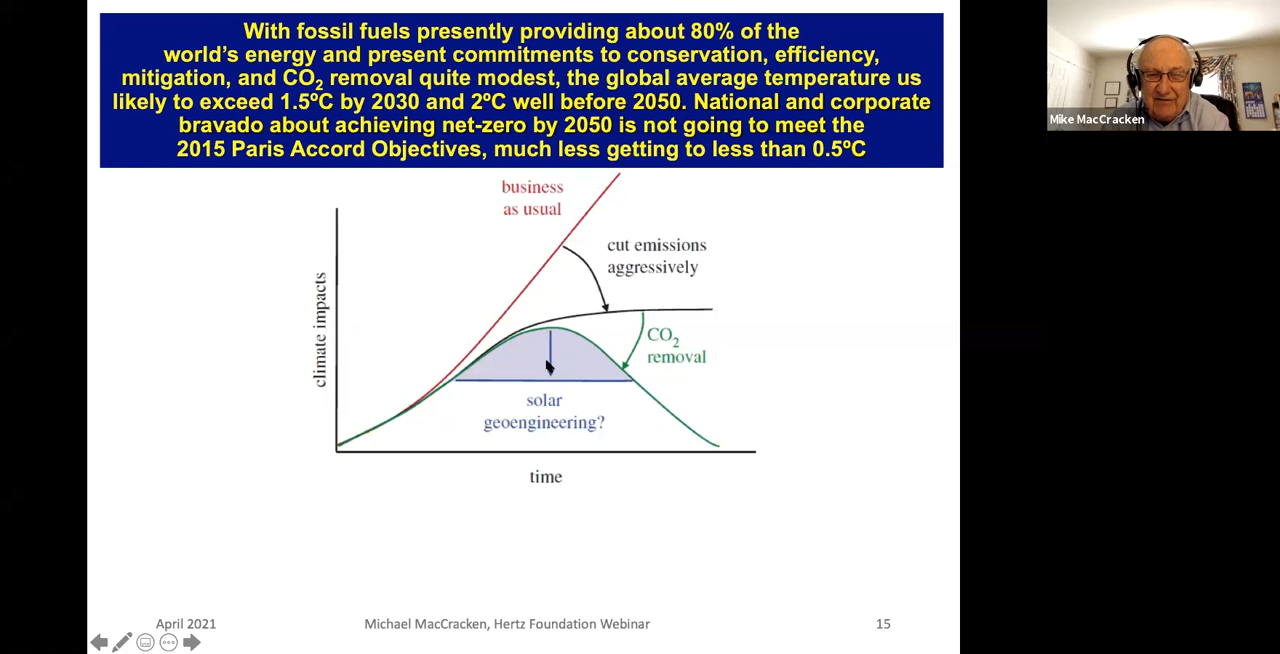 With fossil fuels presently providing about 80% of the
world's energy and present commitments to conservation, efficiency,
mitigation, and CO2 removal quite modest, the global average temperature us
likely to exceed 1.5ºC by 2030 and 2ºC well before 2050. National and corporate
bravado about achieving net-zero by 2050 is not going to meet the
2015 Paris Accord Objectives, much less getting to less than 0.5ºC
Mike MacCracken
business
as usual
cut emissions
aggressively
climate impacts
CO2
removal
solar
geoengineering?
time
April 2021
Michael MacCracken, Hertz Foundation Webinar
15